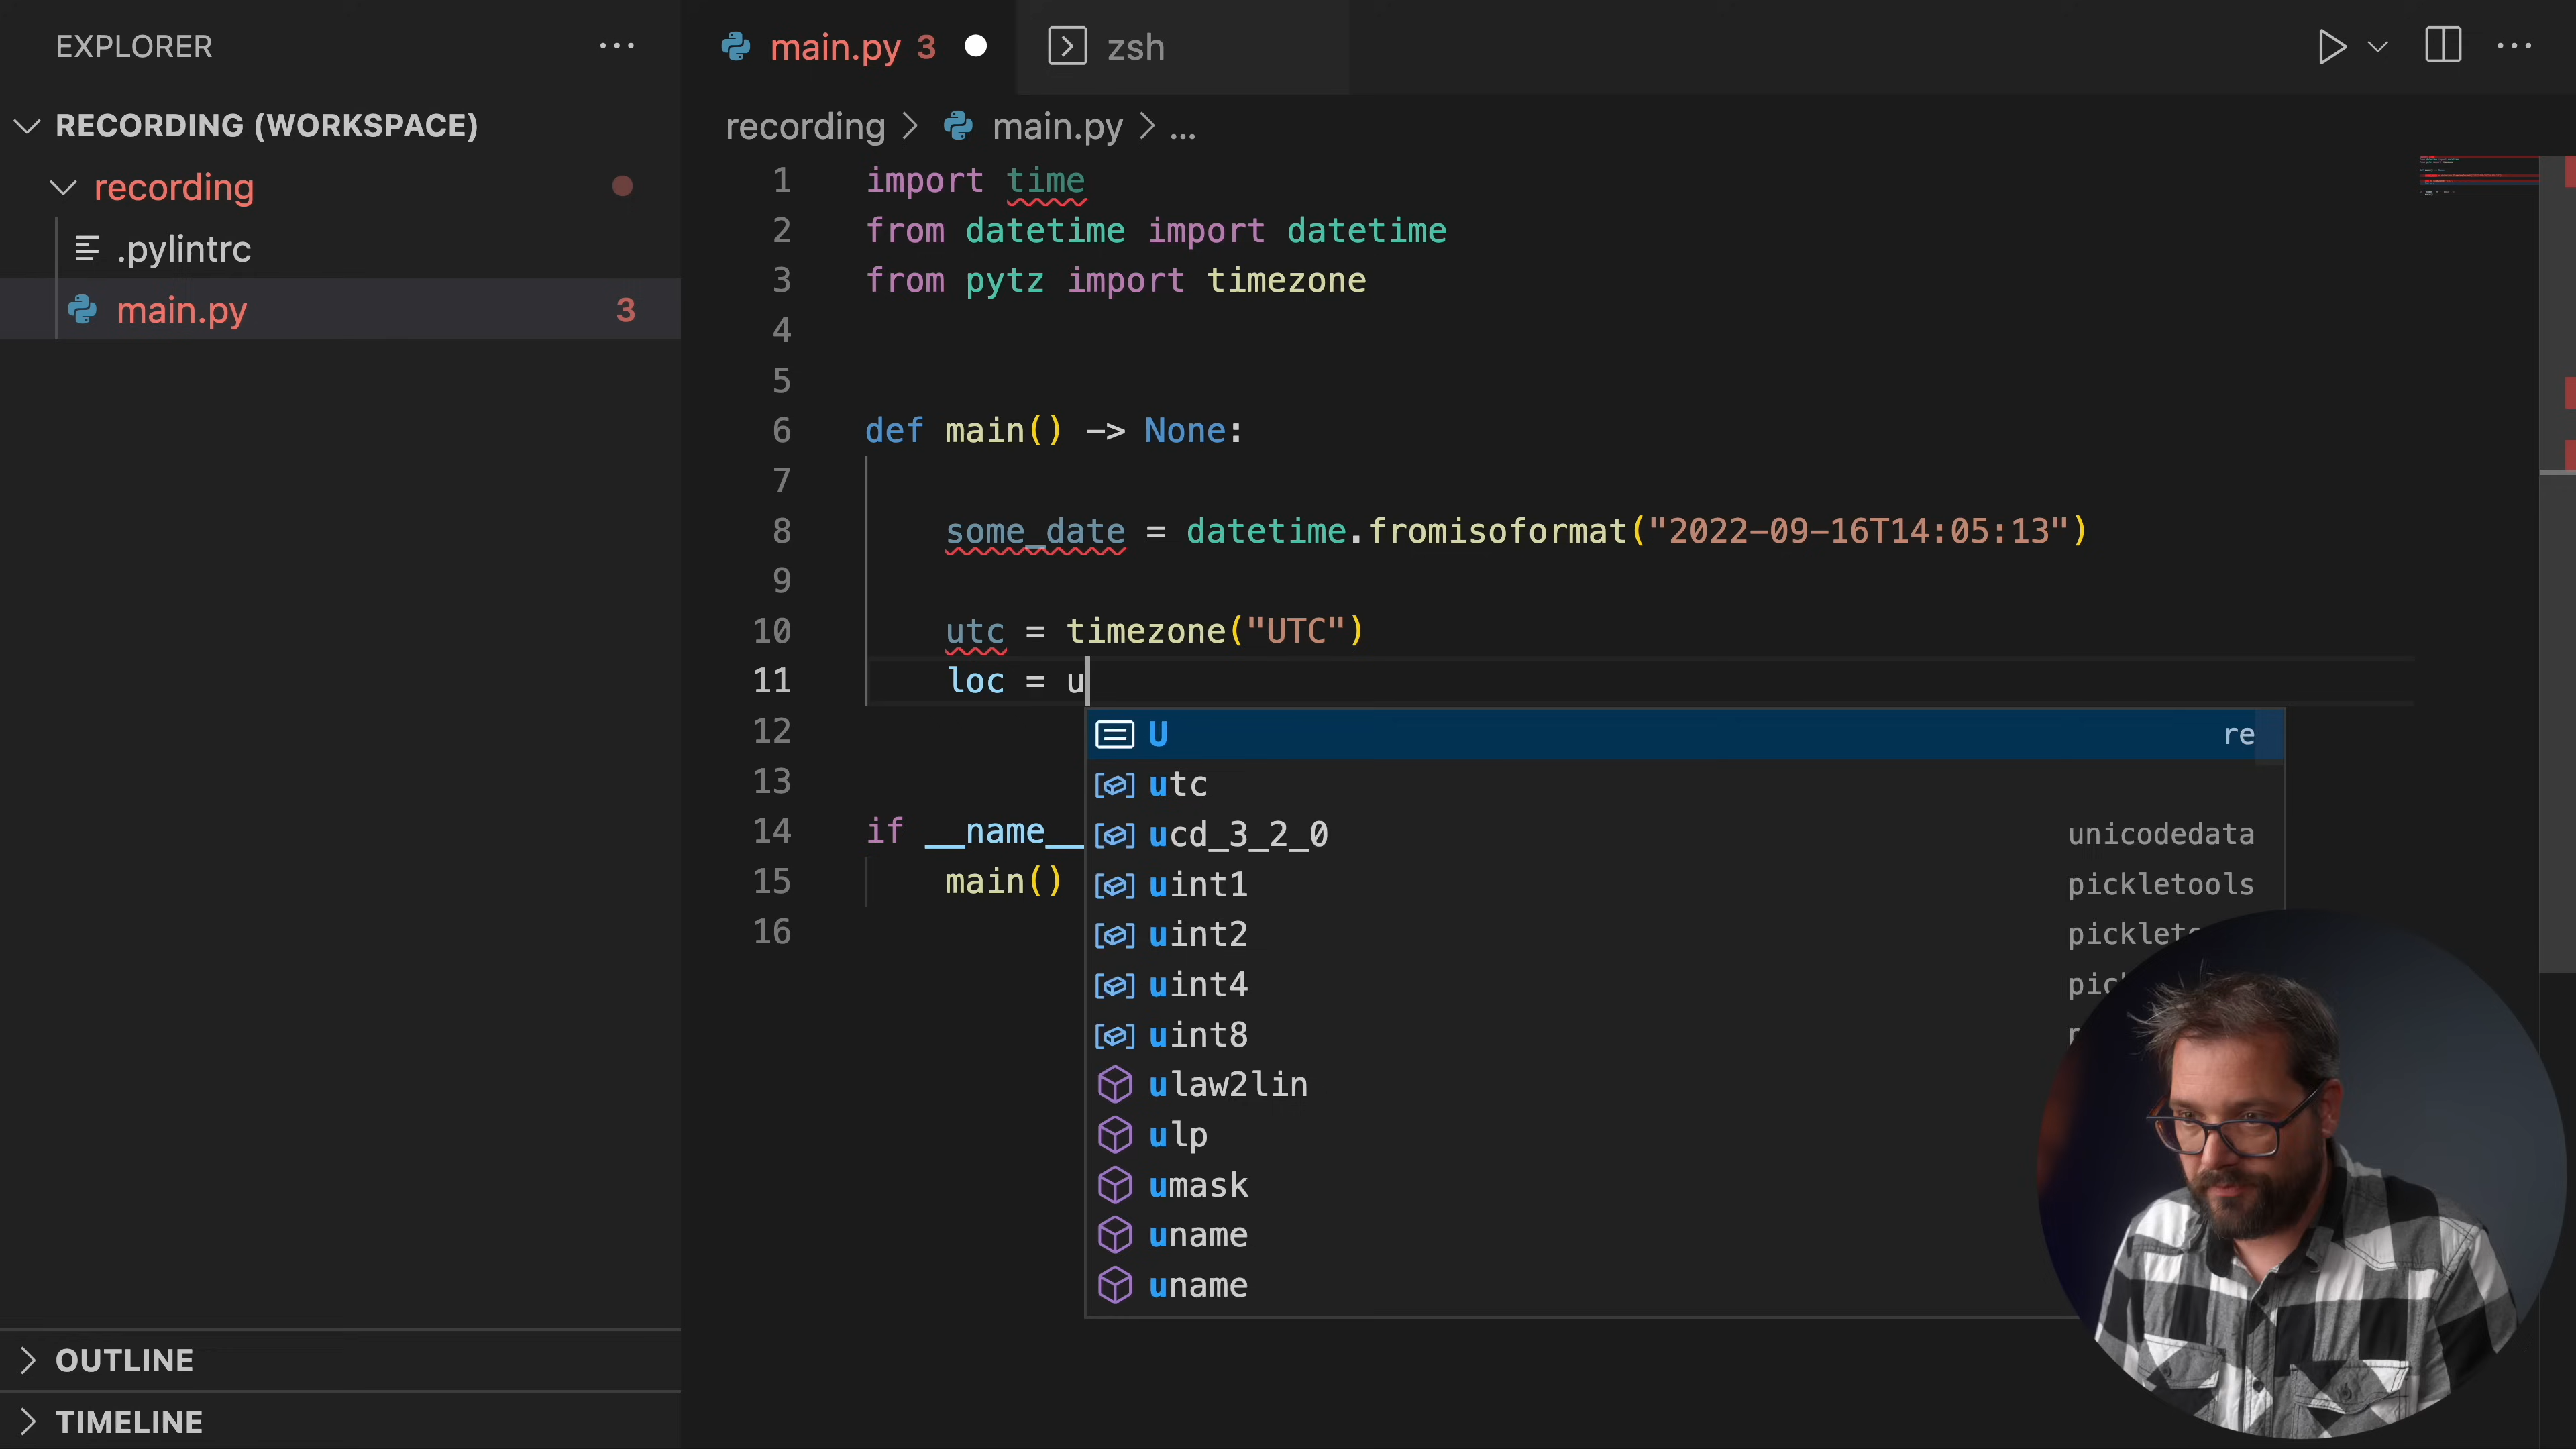 EXPLORER
main.py 3
zsh
RECORDING (WORKSPACE)
recording
.pylintrc
main.py 3
recording > main.py > ...
1 import time
2 from datetime import datetime
3 from pytz import timezone
4
5
6 def main() -> None:
7
8 some_date = datetime.fromisoformat("2022-09-16T14:05:13")
9
10 utc = timezone("UTC")
11 loc = u
12
13
14 if __name__
15 main()
16
U re
utc
ucd_3_2_0 unicodedata
uint1 pickletools
uint2
uint4
uint8
ulaw2lin
ulp
umask
uname
uname
OUTLINE
TIMELINE